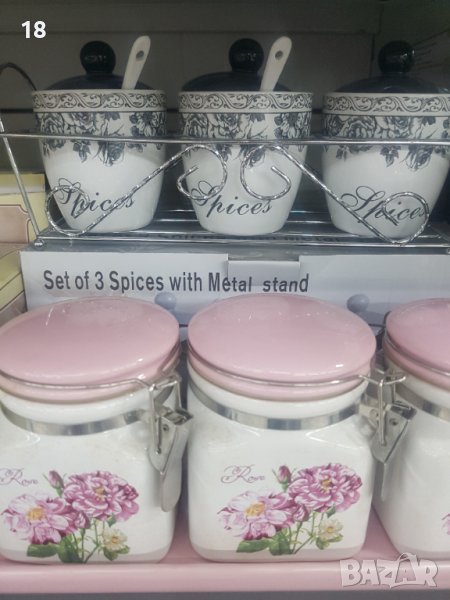 18
Spices
Spices
Spices
Set of 3 Spices with Metal stand
Rose
Rose
BAZAR